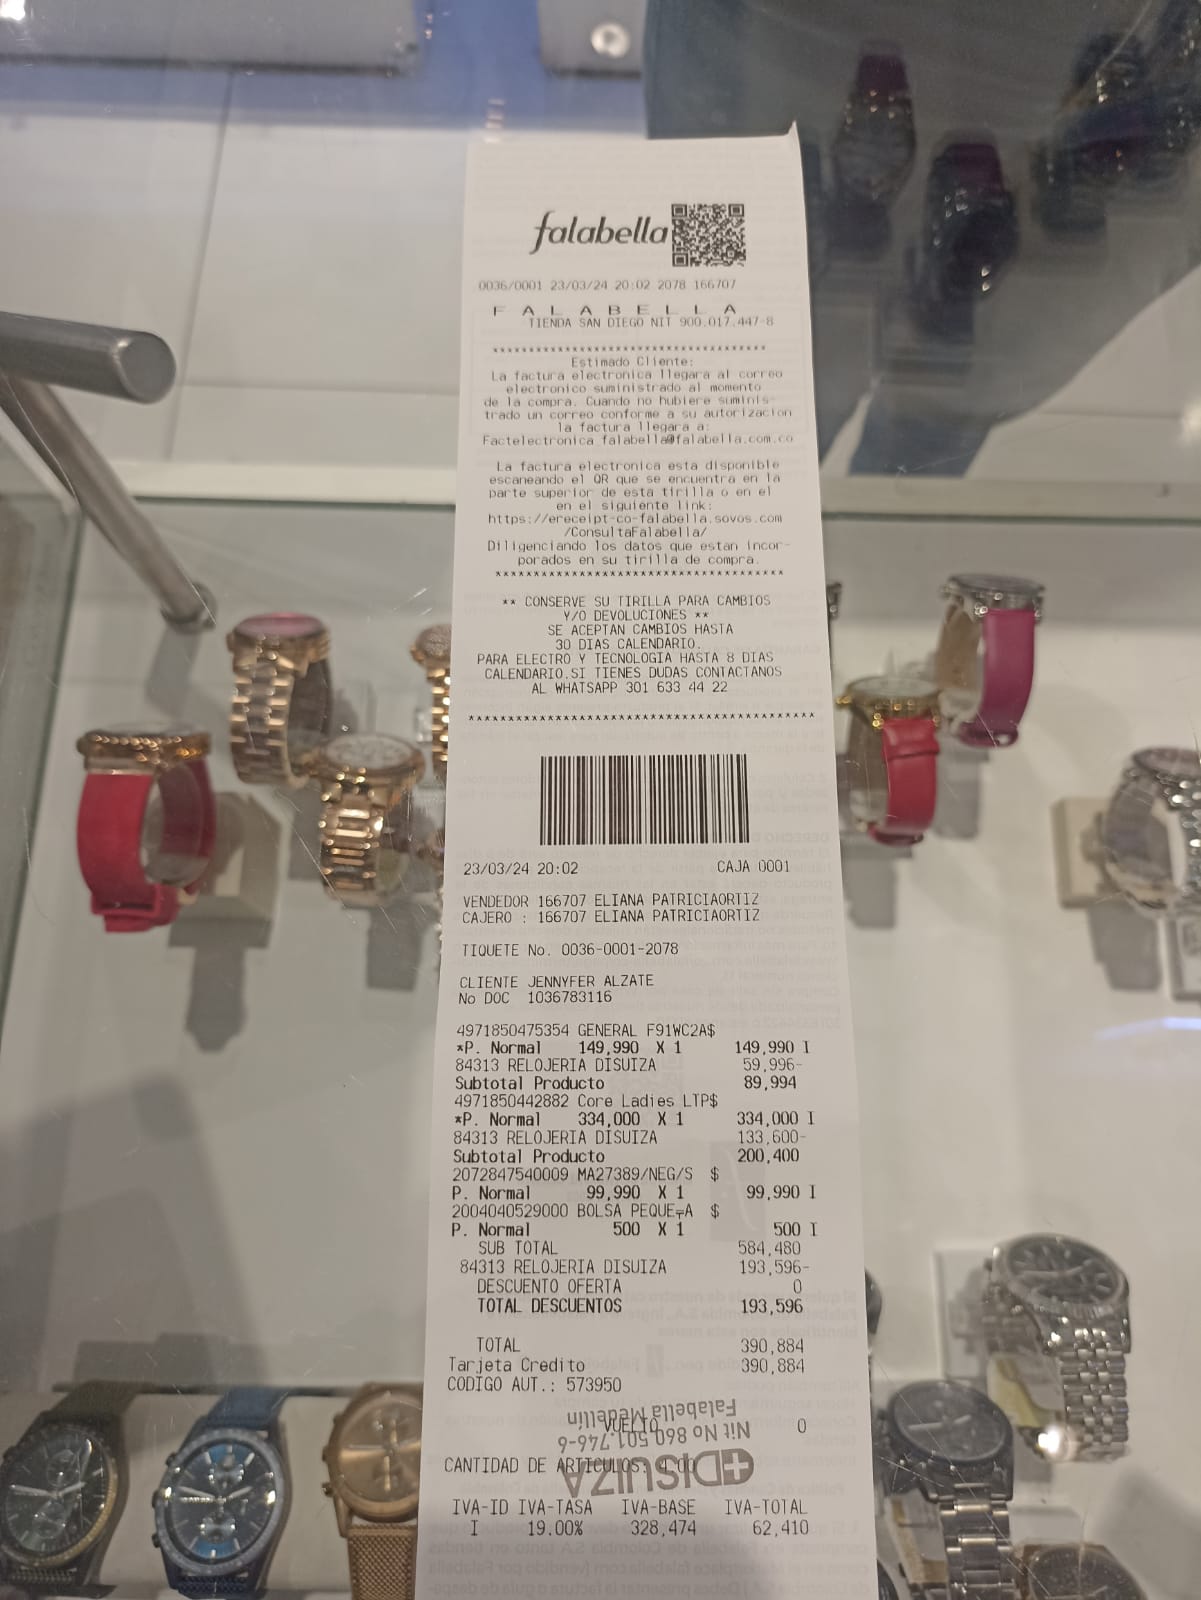 falabella
0036/0001 23/03/24 20:02 2078 166707
F A L A B E L L A
TIENDA SAN DIEGO NIT 900.017.447-8
************************************
Estimado Cliente:
La factura electronica llegara al correo
electronico suministrado al momento
de la compra. Cuando no hubiere suminis-
trado un correo conforme a su autorizacion
la factura llegara a:
Factelectronica_falabella@falabella.com.co
La factura electronica esta disponible
escaneando el QR que se encuentra en la
parte superior de esta tirilla o en el
en el siguiente link:
https://ereceipt-co-falabella.sovos.com
/ConsultaFalabella/
Diligenciando los datos que estan incor-
porados en su tirilla de compra.
************************************
** CONSERVE SU TIRILLA PARA CAMBIOS
Y/O DEVOLUCIONES **
SE ACEPTAN CAMBIOS HASTA
30 DIAS CALENDARIO.
PARA ELECTRO Y TECNOLOGIA HASTA 8 DIAS
CALENDARIO.SI TIENES DUDAS CONTACTANOS
AL WHATSAPP 301 633 44 22
****************************************
23/03/24 20:02 CAJA 0001
VENDEDOR 166707 ELIANA PATRICIAORTIZ
CAJERO : 166707 ELIANA PATRICIAORTIZ
TIQUETE No. 0036-0001-2078
CLIENTE JENNYFER ALZATE
No DOC 1036783116
4971850475354 GENERAL F91WC2A$
*P. Normal 149,990 X 1 149,990 I
84313 RELOJERIA DISUIZA 59,996-
Subtotal Producto 89,994
4971850442882 Core Ladies LTP$
*P. Normal 334,000 X 1 334,000 I
84313 RELOJERIA DISUIZA 133,600-
Subtotal Producto 200,400
2072847540009 MA27389/NEG/S $
P. Normal 99,990 X 1 99,990 I
2004040529000 BOLSA PEQUE╤A $
P. Normal 500 X 1 500 I
SUB TOTAL 584,480
84313 RELOJERIA DISUIZA 193,596-
DESCUENTO OFERTA 0
TOTAL DESCUENTOS 193,596
TOTAL 390,884
Tarjeta Credito 390,884
CODIGO AUT.: 573950
VUELTO 0
CANTIDAD DE ARTICULOS: 4.00
DISUIZA
Nit No 860.501.746-6
Falabella Medellín
IVA-ID IVA-TASA IVA-BASE IVA-TOTAL
I 19.00% 328,474 62,410